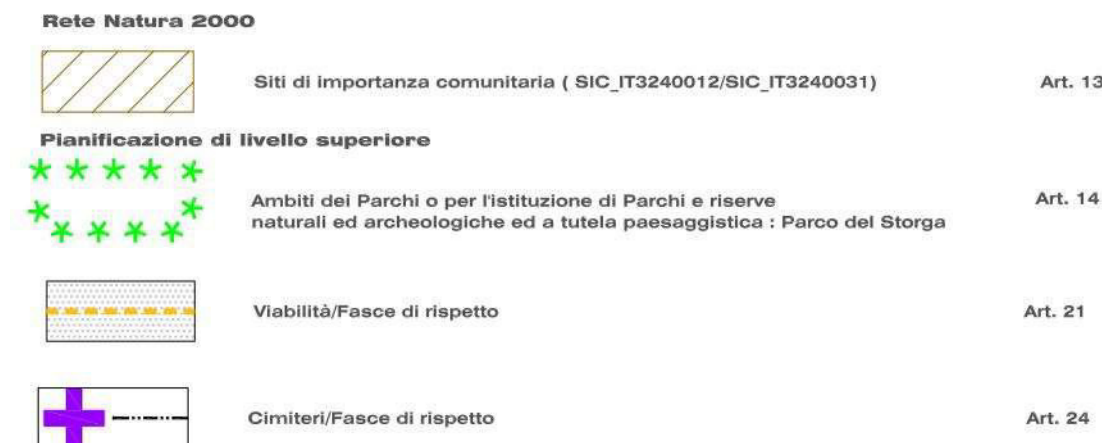 Rete Natura 2000
Siti di importanza comunitaria ( SIC_IT3240012/SIC_IT3240031) Art. 13
Pianificazione di livello superiore
Ambiti dei Parchi o per l'istituzione di Parchi e riserve Art. 14
naturali ed archeologiche ed a tutela paesaggistica : Parco del Storga
Viabilità/Fasce di rispetto Art. 21
Cimiteri/Fasce di rispetto Art. 24